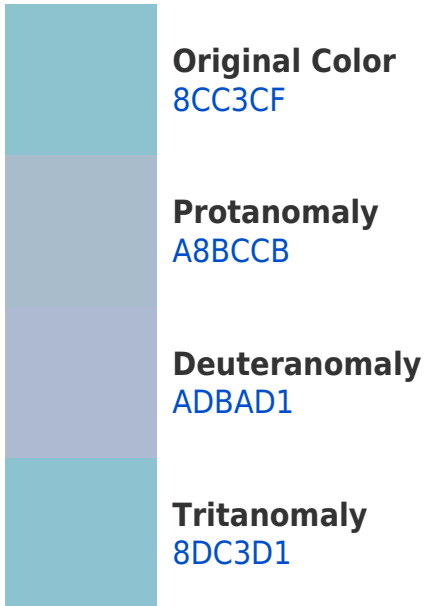 Original Color
8CC3CF
Protanomaly
A8BCCB
Deuteranomaly
ADBAD1
Tritanomaly
8DC3D1